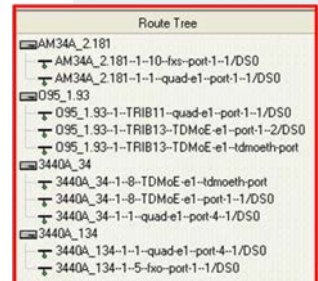 Route Tree
AM34A_2.181
AM34A_2.181--1--10--fxs--port-1--1/DS0
AM34A_2.181--1--1--quad-e1--port-1--1/DS0
O95_1.93
O95_1.93--1--TRIB11--quad-e1--port-1--1/DS0
O95_1.93--1--TRIB13--TDMoE-e1--port-1--2/DS0
O95_1.93--1--TRIB13--TDMoE-e1--tdmoeth-port
3440A_34
3440A_34--1--8--TDMoE-e1--tdmoeth-port
3440A_34--1--8--TDMoE-e1--port-1--1/DS0
3440A_34--1--1--quad-e1--port-4--1/DS0
3440A_134
3440A_134--1--1--quad-e1--port-4--1/DS0
3440A_134--1--5--fxo--port-1--1/DS0